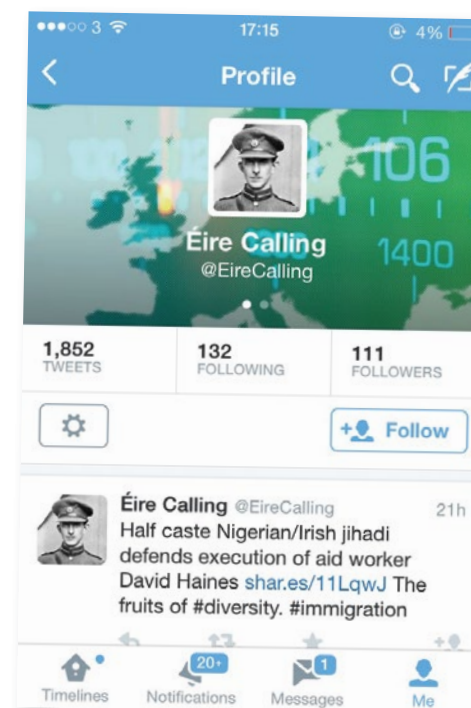 3 17:15 4%
Profile
106
1400
Éire Calling
@EireCalling
1,852 132 111
TWEETS FOLLOWING FOLLOWERS
Follow
Éire Calling @EireCalling 21h
Half caste Nigerian/Irish jihadi
defends execution of aid worker
David Haines shar.es/11LqwJ The
fruits of #diversity. #immigration
20+ 1
Timelines Notifications Messages Me